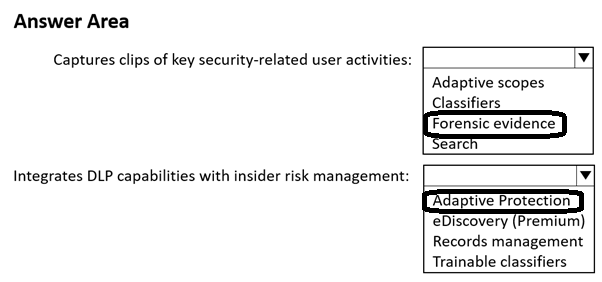 Answer Area
Captures clips of key security-related user activities:
Adaptive scopes
Classifiers
Forensic evidence
Search
Integrates DLP capabilities with insider risk management:
Adaptive Protection
eDiscovery (Premium)
Records management
Trainable classifiers